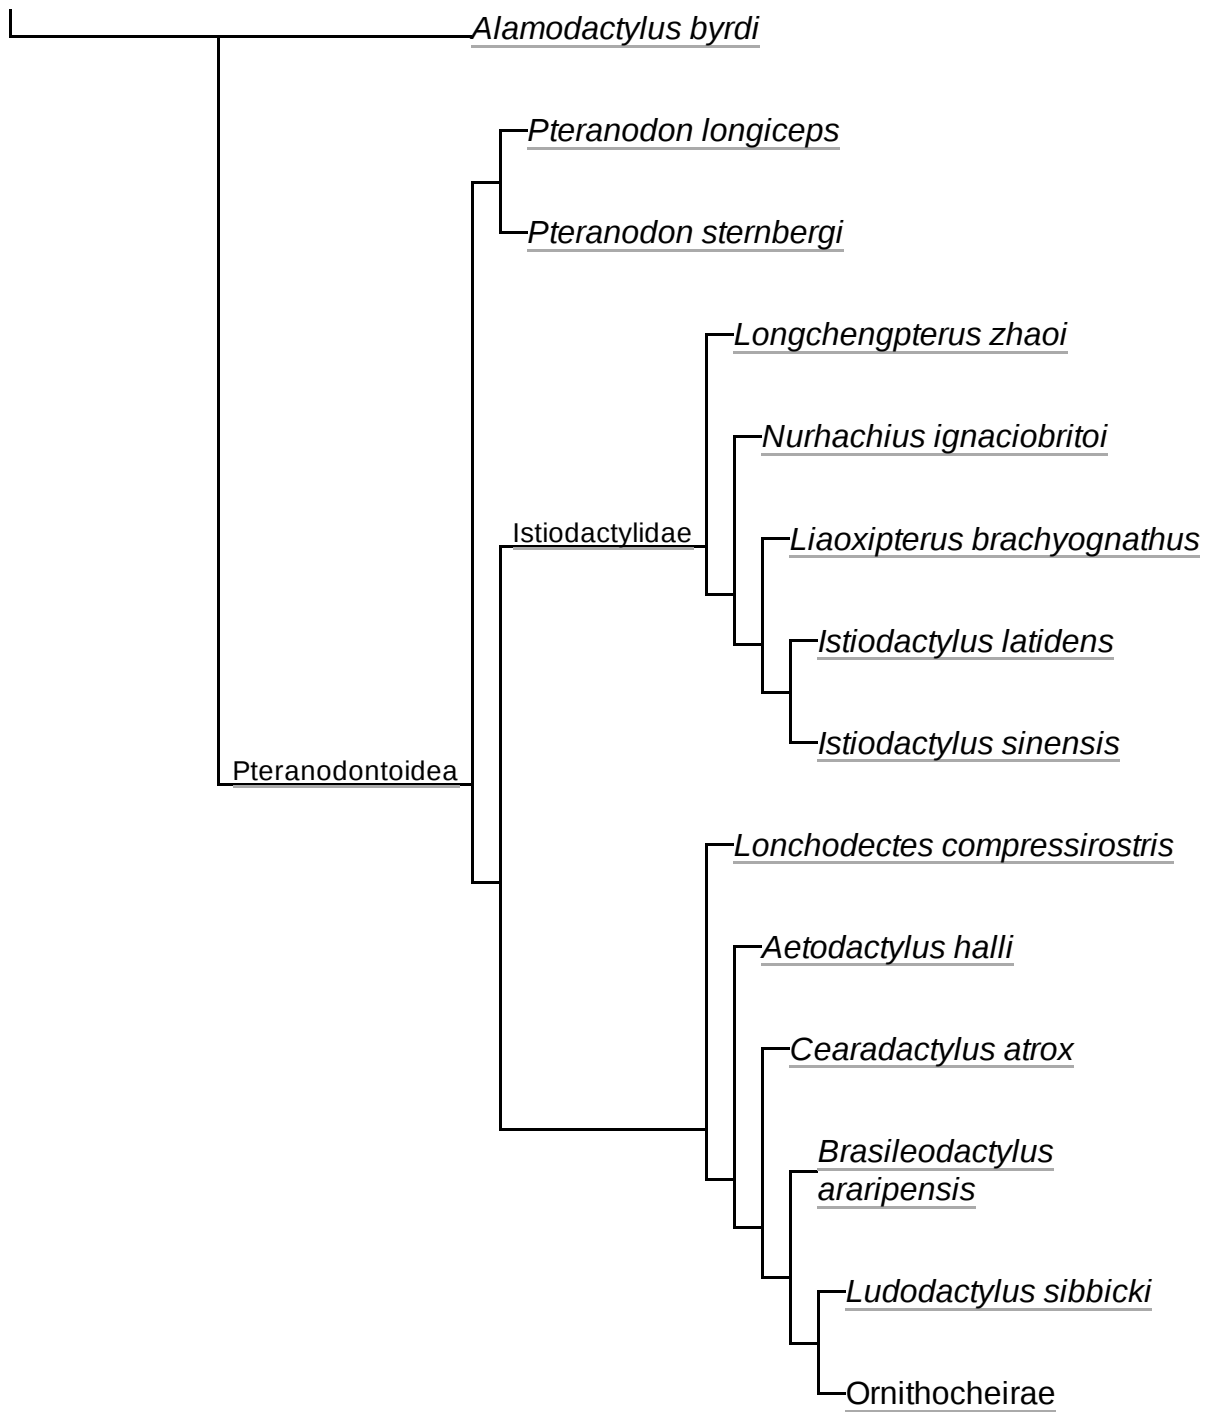 Alamodactylus byrdi
Pteranodon longiceps
Pteranodon sternbergi
Longchengpterus zhaoi
Nurhachius ignaciobritoi
Istiodactylidae
Liaoxipterus brachyognathus
Istiodactylus latidens
Istiodactylus sinensis
Pteranodontoidea
Lonchodectes compressirostris
Aetodactylus halli
Cearadactylus atrox
Brasileodactylus
araripensis
Ludodactylus sibbicki
Ornithocheirae